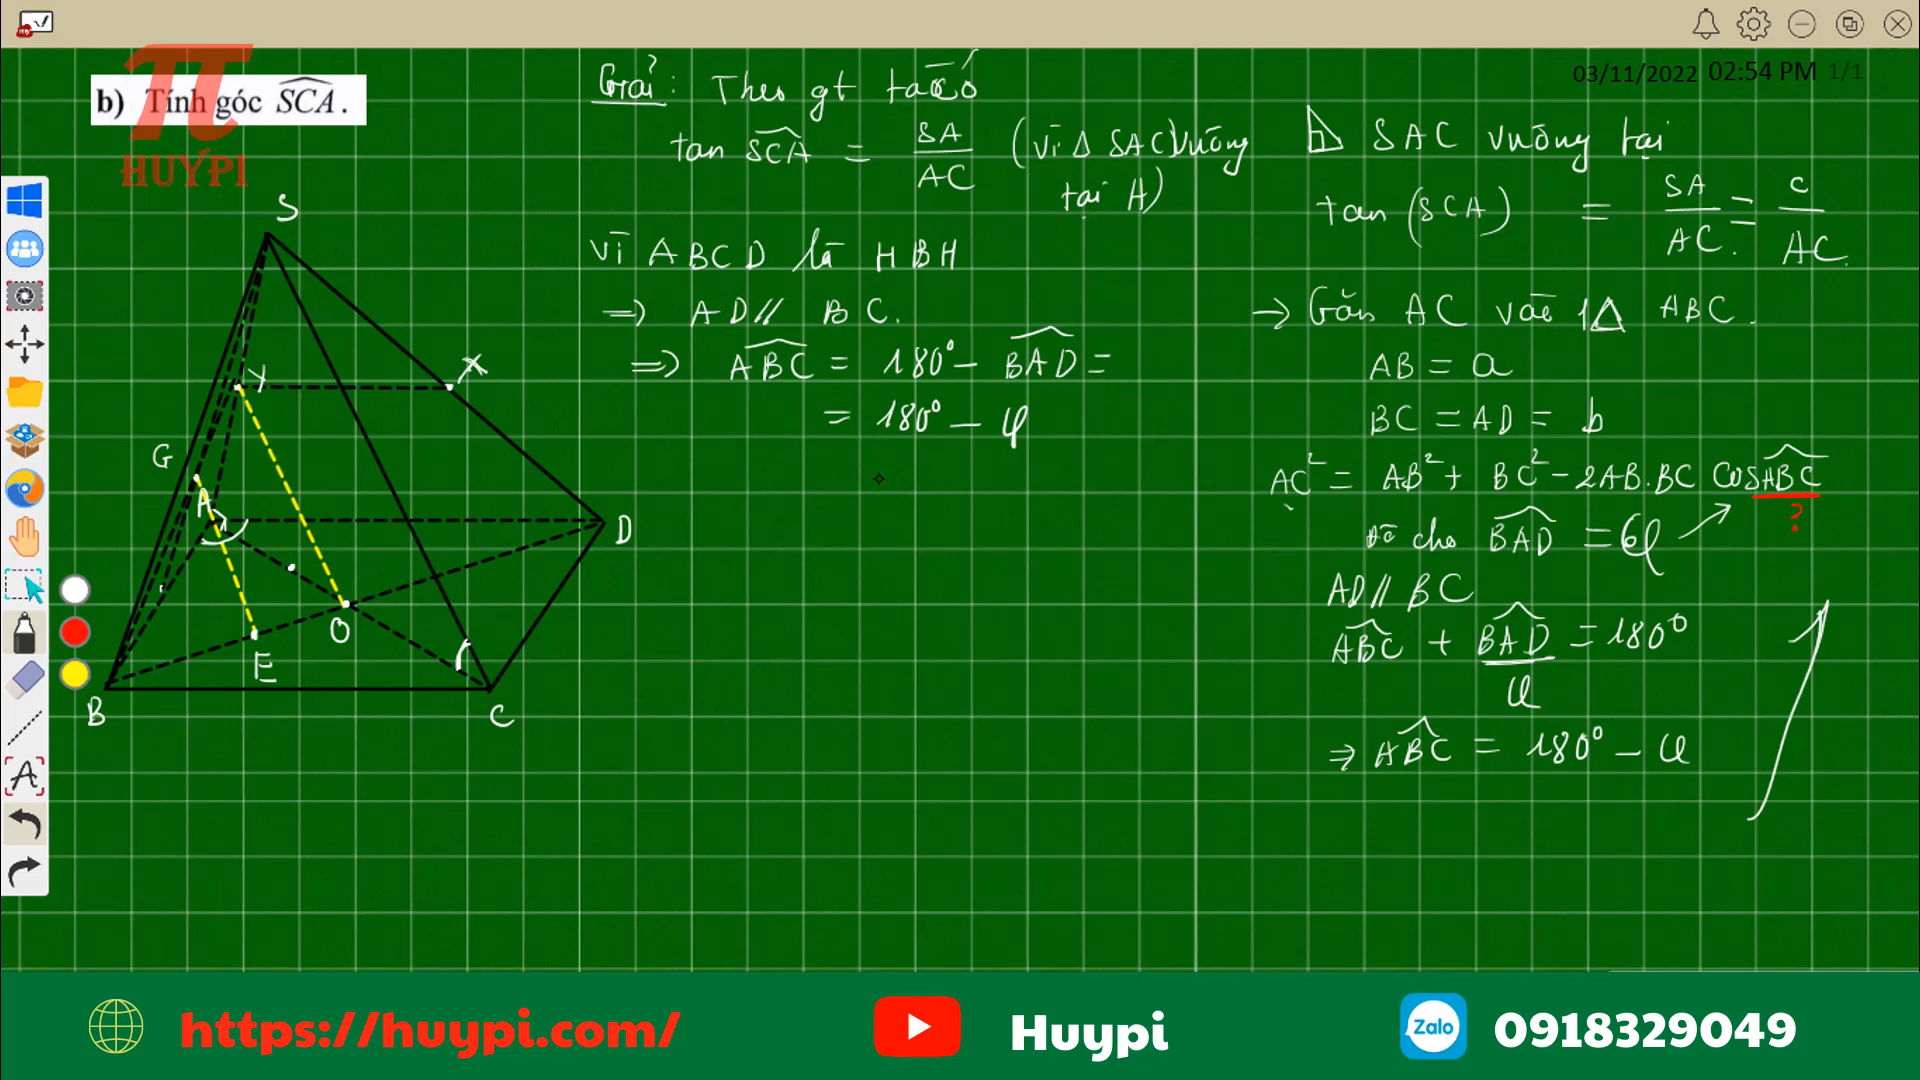 03/11/2022 02:54 PM 1/1
π
HUYPI
b) Tính góc SCA.
Giải: Theo gt ta có
tan SCA = SA/AC (vì Δ SAC vuông
tại A)
vì ABCD là HBH
=> AD // BC.
=> ABC = 180° - BAD =
= 180° - φ
S
Y
X
G
A
D
O
E
B
C
SAC vuông tại
tan (SCA) = SA/AC = c/AC.
→ Gắn AC vào 1Δ ABC.
AB = a
BC = AD = b
AC² = AB² + BC² - 2AB.BC cosABC
?
Đã cho BAD = φ
AD // BC
ABC + BAD = 180°
φ
=> ABC = 180° - φ
https://huypi.com/
Huypi
Zalo
0918329049